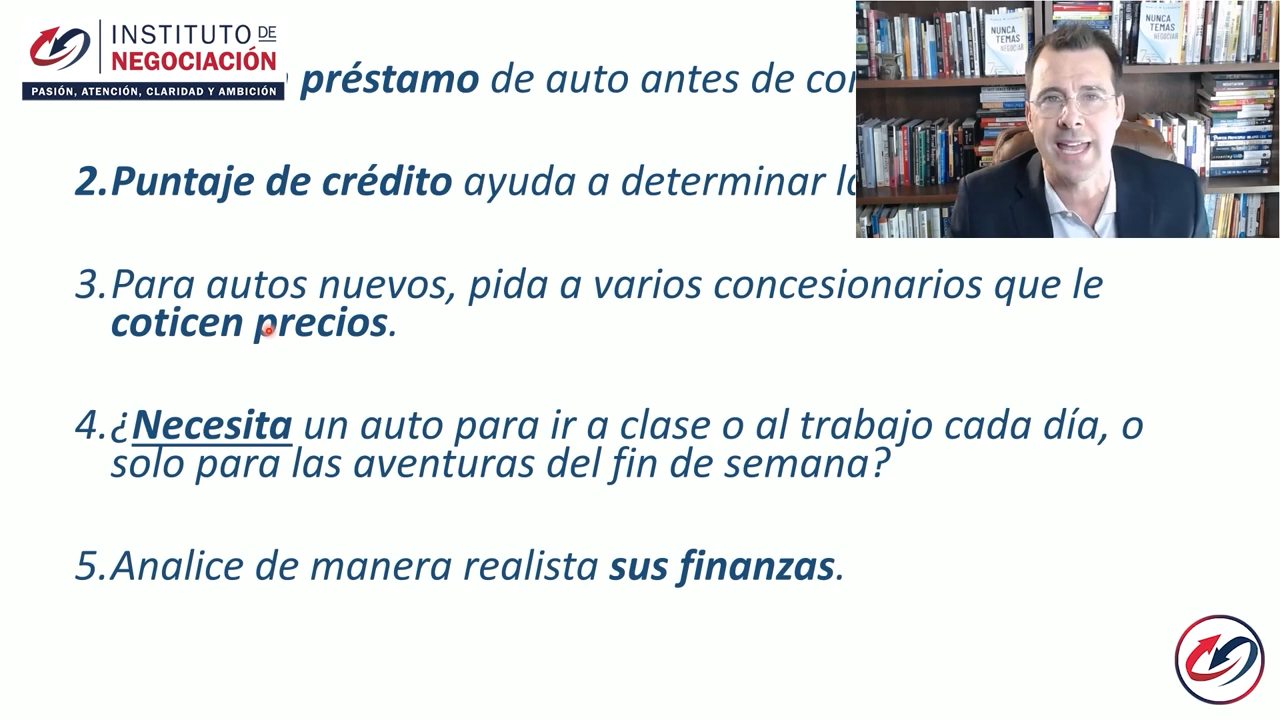 INSTITUTO DE
NEGOCIACIÓN
PASIÓN, ATENCIÓN, CLARIDAD Y AMBICIÓN
préstamo de auto antes de
2. Puntaje de crédito ayuda a determinar
3. Para autos nuevos, pida a varios concesionarios que le
coticen precios.
4. ¿Necesita un auto para ir a clase o al trabajo cada día, o
solo para las aventuras del fin de semana?
5. Analice de manera realista sus finanzas.
NUNCA
TEMAS
NEGOCIAR
NUNCA
TEMAS
NEGOCIAR